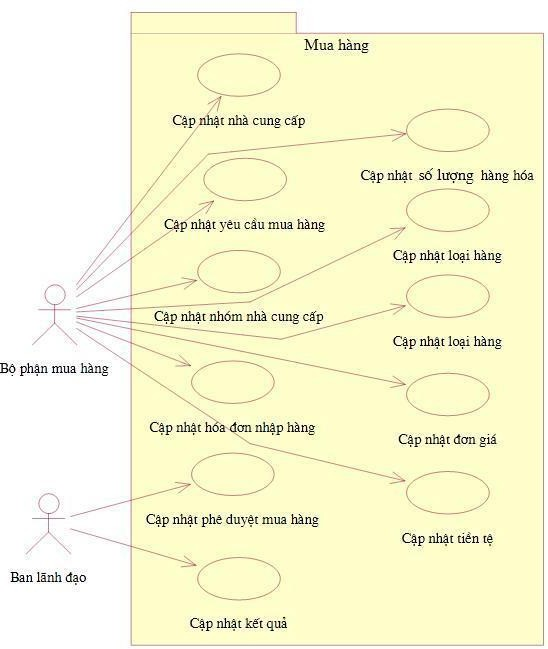 Mua hàng
Cập nhật nhà cung cấp
Cập nhật số lượng hàng hóa
Cập nhật yêu cầu mua hàng
Cập nhật loại hàng
Cập nhật nhóm nhà cung cấp
Cập nhật loại hàng
Bộ phận mua hàng
Cập nhật hóa đơn nhập hàng
Cập nhật đơn giá
Cập nhật phê duyệt mua hàng
Cập nhật tiền tệ
Ban lãnh đạo
Cập nhật kết quả